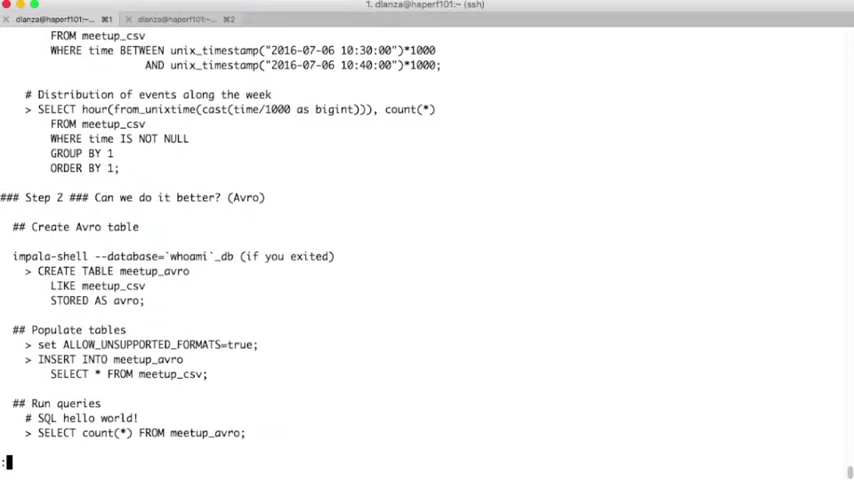 1. dlanza@haperf101:~ (ssh)
dlanza@haperf101:~... ⌘1 dlanza@haperf101:~... ⌘2
FROM meetup_csv
WHERE time BETWEEN unix_timestamp("2016-07-06 10:30:00")*1000
AND unix_timestamp("2016-07-06 10:40:00")*1000;
# Distribution of events along the week
> SELECT hour(from_unixtime(cast(time/1000 as bigint))), count(*)
FROM meetup_csv
WHERE time IS NOT NULL
GROUP BY 1
ORDER BY 1;
### Step 2 ### Can we do it better? (Avro)
## Create Avro table
impala-shell --database=`whoami`_db (if you exited)
> CREATE TABLE meetup_avro
LIKE meetup_csv
STORED AS avro;
## Populate tables
> set ALLOW_UNSUPPORTED_FORMATS=true;
> INSERT INTO meetup_avro
SELECT * FROM meetup_csv;
## Run queries
# SQL hello world!
> SELECT count(*) FROM meetup_avro;
: